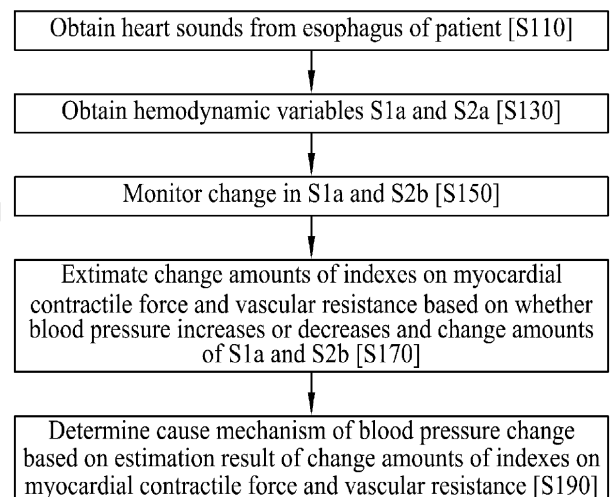 Obtain heart sounds from esophagus of patient [S110]
Obtain hemodynamic variables S1a and S2a [S130]
Monitor change in S1a and S2b [S150]
Extimate change amounts of indexes on myocardial
contractile force and vascular resistance based on whether
blood pressure increases or decreases and change amounts
of S1a and S2b [S170]
Determine cause mechanism of blood pressure change
based on estimation result of change amounts of indexes on
myocardial contractile force and vascular resistance [S190]